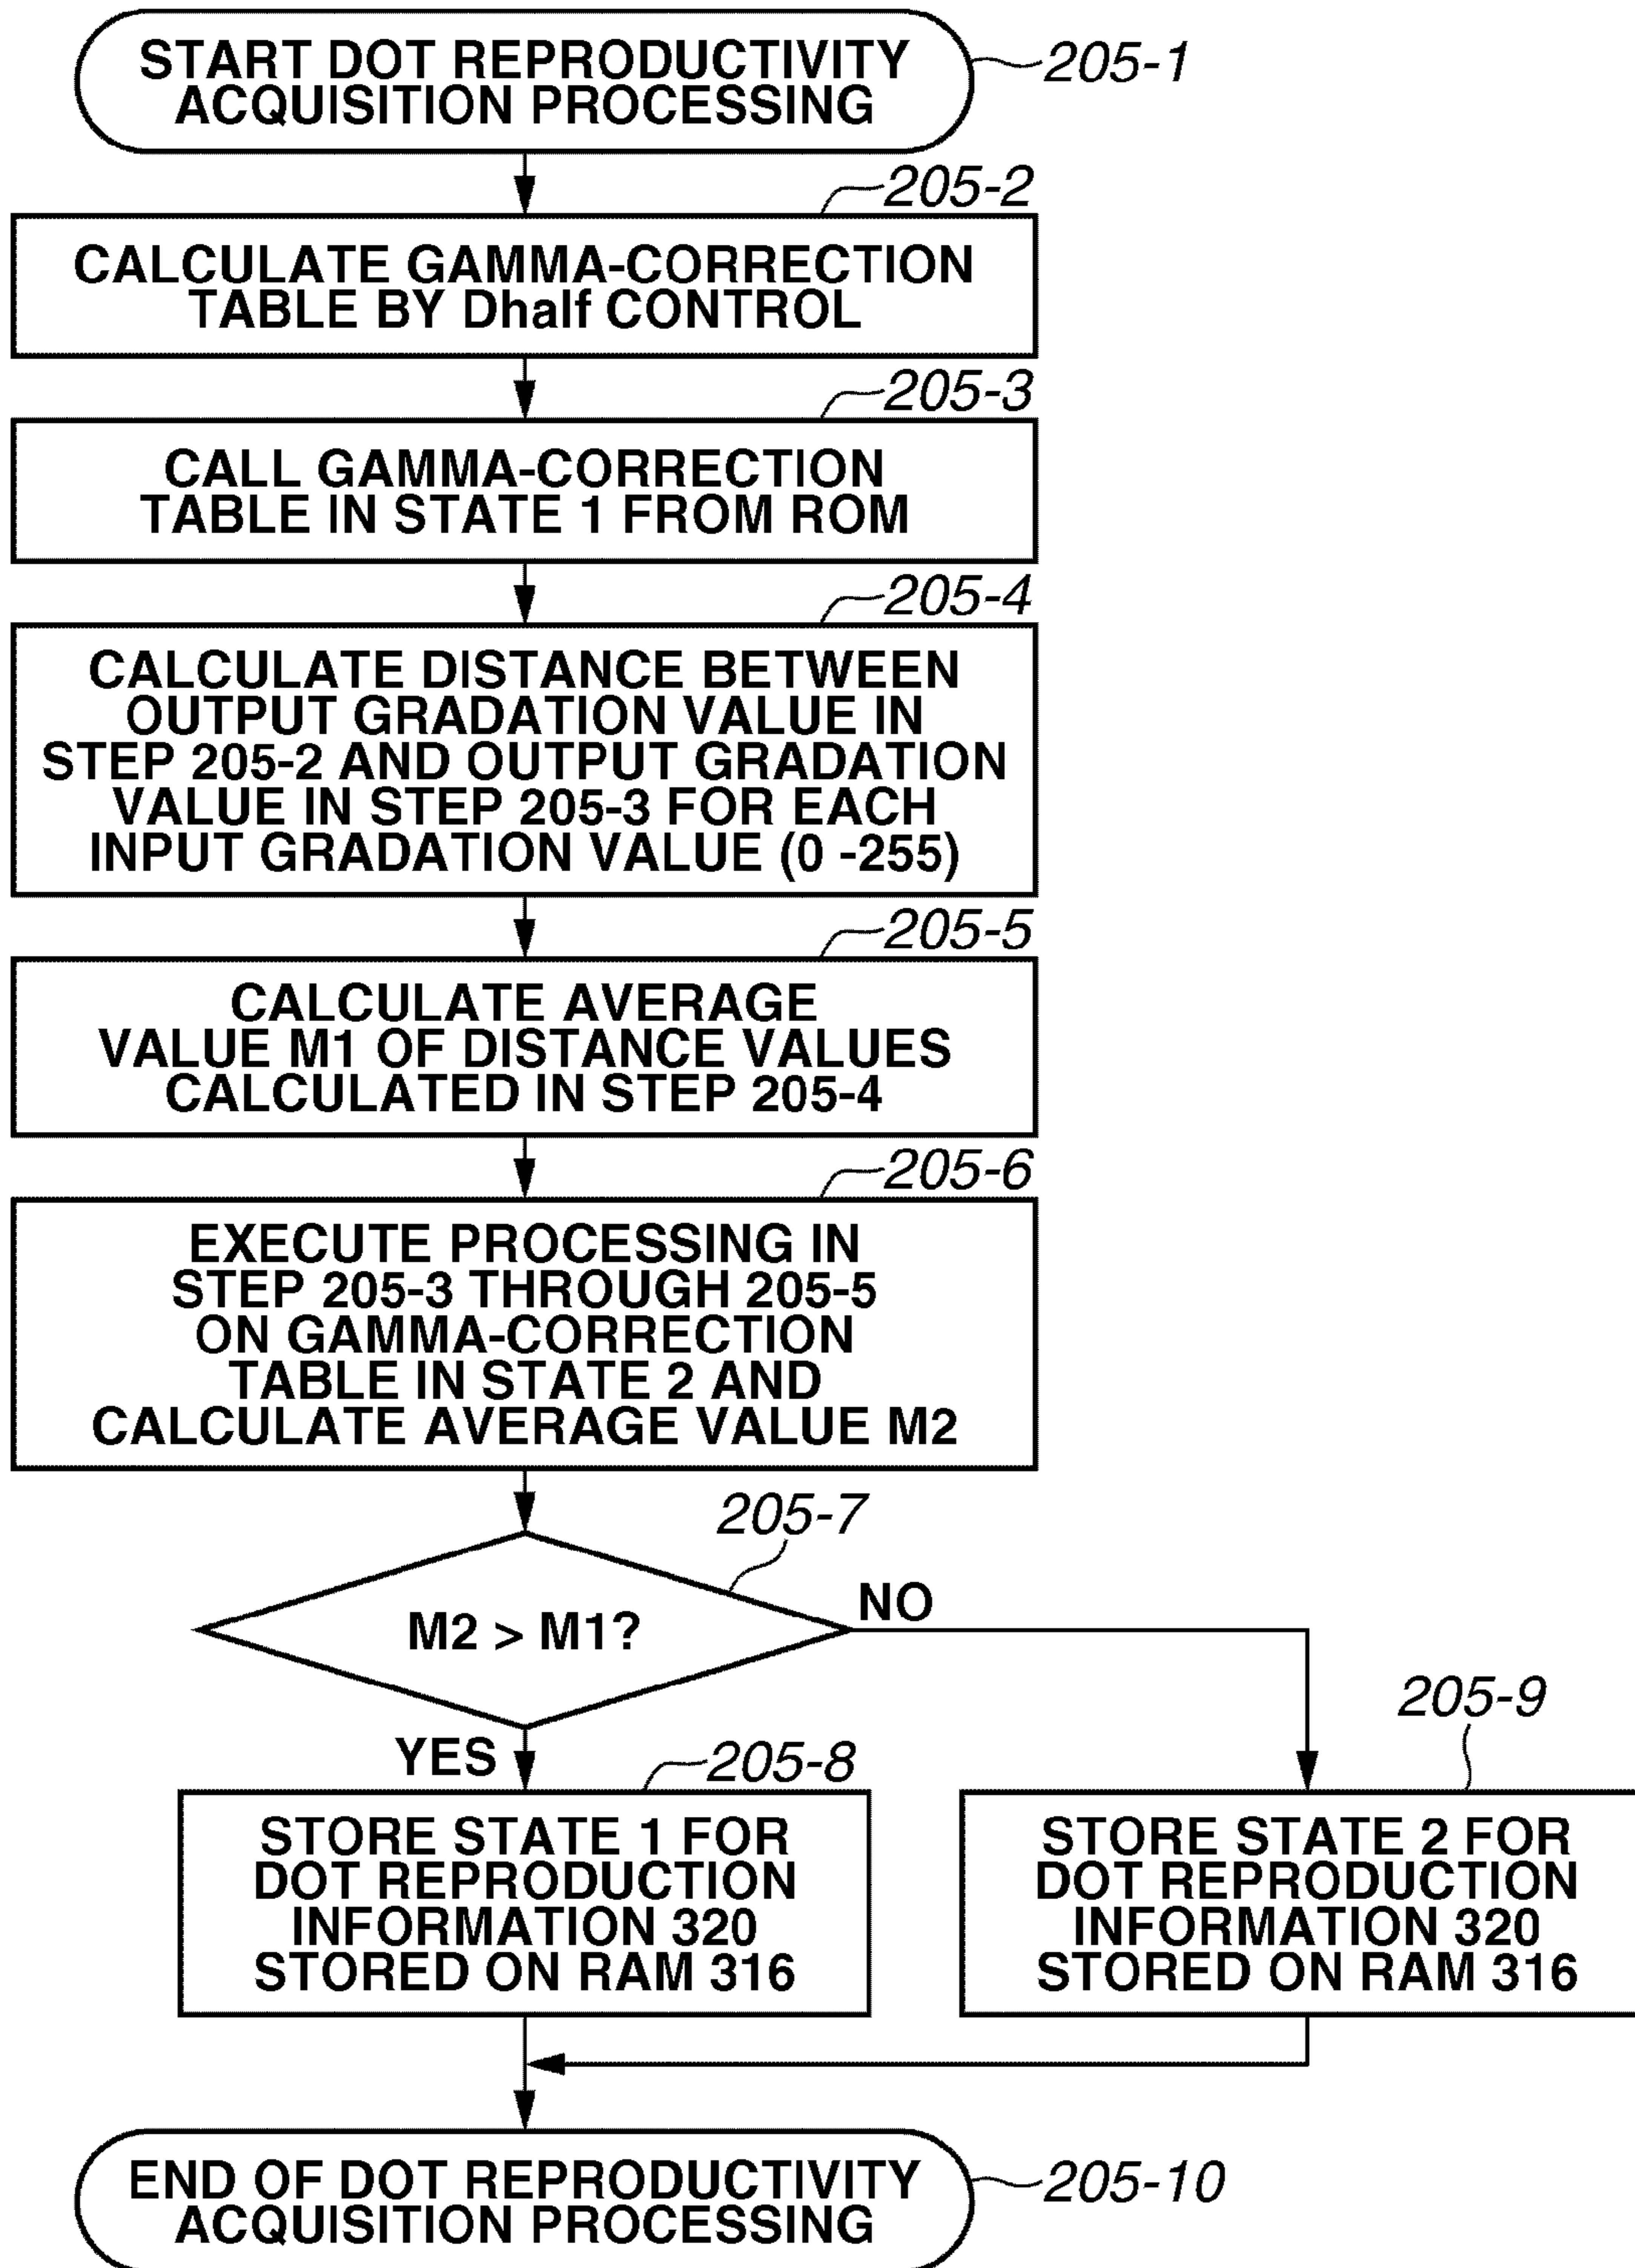 START DOT REPRODUCTIVITY
ACQUISITION PROCESSING
205-1
205-2
CALCULATE GAMMA-CORRECTION
TABLE BY Dhalf CONTROL
205-3
CALL GAMMA-CORRECTION
TABLE IN STATE 1 FROM ROM
205-4
CALCULATE DISTANCE BETWEEN
OUTPUT GRADATION VALUE IN
STEP 205-2 AND OUTPUT GRADATION
VALUE IN STEP 205-3 FOR EACH
INPUT GRADATION VALUE (0 -255)
205-5
CALCULATE AVERAGE
VALUE M1 OF DISTANCE VALUES
CALCULATED IN STEP 205-4
205-6
EXECUTE PROCESSING IN
STEP 205-3 THROUGH 205-5
ON GAMMA-CORRECTION
TABLE IN STATE 2 AND
CALCULATE AVERAGE VALUE M2
205-7
M2 > M1?
NO
YES
205-8
STORE STATE 1 FOR
DOT REPRODUCTION
INFORMATION 320
STORED ON RAM 316
205-9
STORE STATE 2 FOR
DOT REPRODUCTION
INFORMATION 320
STORED ON RAM 316
END OF DOT REPRODUCTIVITY
ACQUISITION PROCESSING
205-10